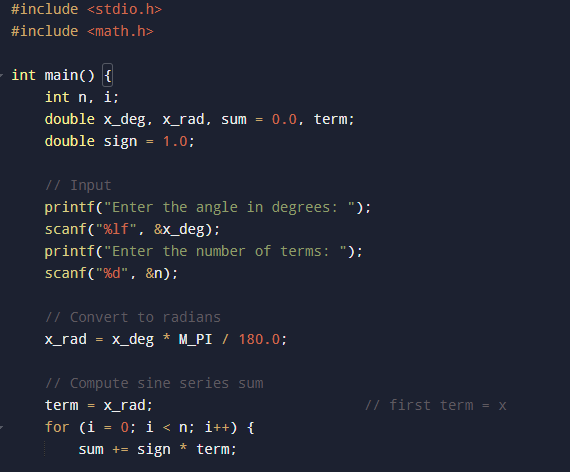 #include <stdio.h>
#include <math.h>
int main() {
int n, i;
double x_deg, x_rad, sum = 0.0, term;
double sign = 1.0;
// Input
printf("Enter the angle in degrees: ");
scanf("%lf", &x_deg);
printf("Enter the number of terms: ");
scanf("%d", &n);
// Convert to radians
x_rad = x_deg * M_PI / 180.0;
// Compute sine series sum
term = x_rad; // first term = x
for (i = 0; i < n; i++) {
sum += sign * term;